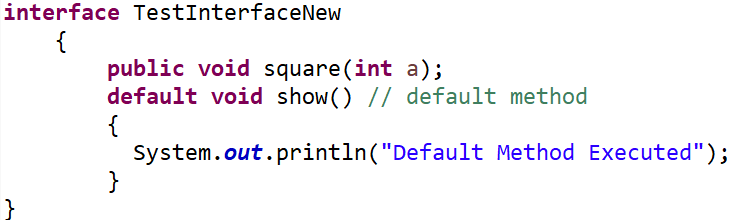 interface TestInterfaceNew
{
public void square(int a);
default void show() // default method
{
System.out.println("Default Method Executed");
}
}